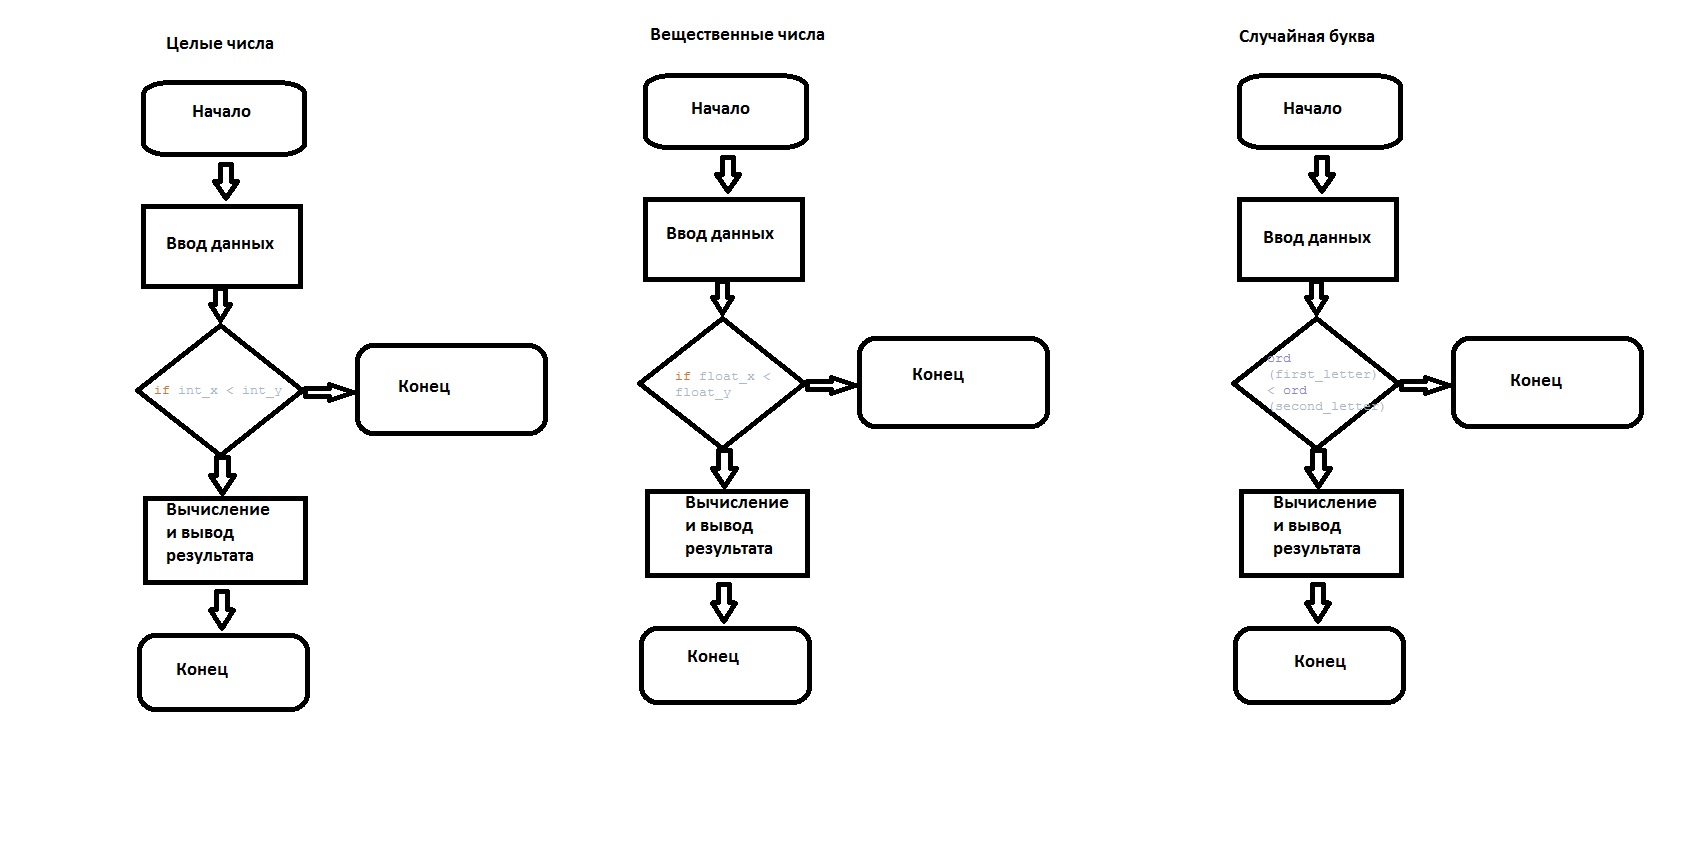 Целые числа
Начало
Ввод данных
if int_x < int_y
Конец
Вычисление
и вывод
результата
Конец
Вещественные числа
Начало
Ввод данных
if float_x <
float_y
Конец
Вычисление
и вывод
результата
Конец
Случайная буква
Начало
Ввод данных
ord
(first_letter)
< ord
(second_letter)
Конец
Вычисление
и вывод
результата
Конец